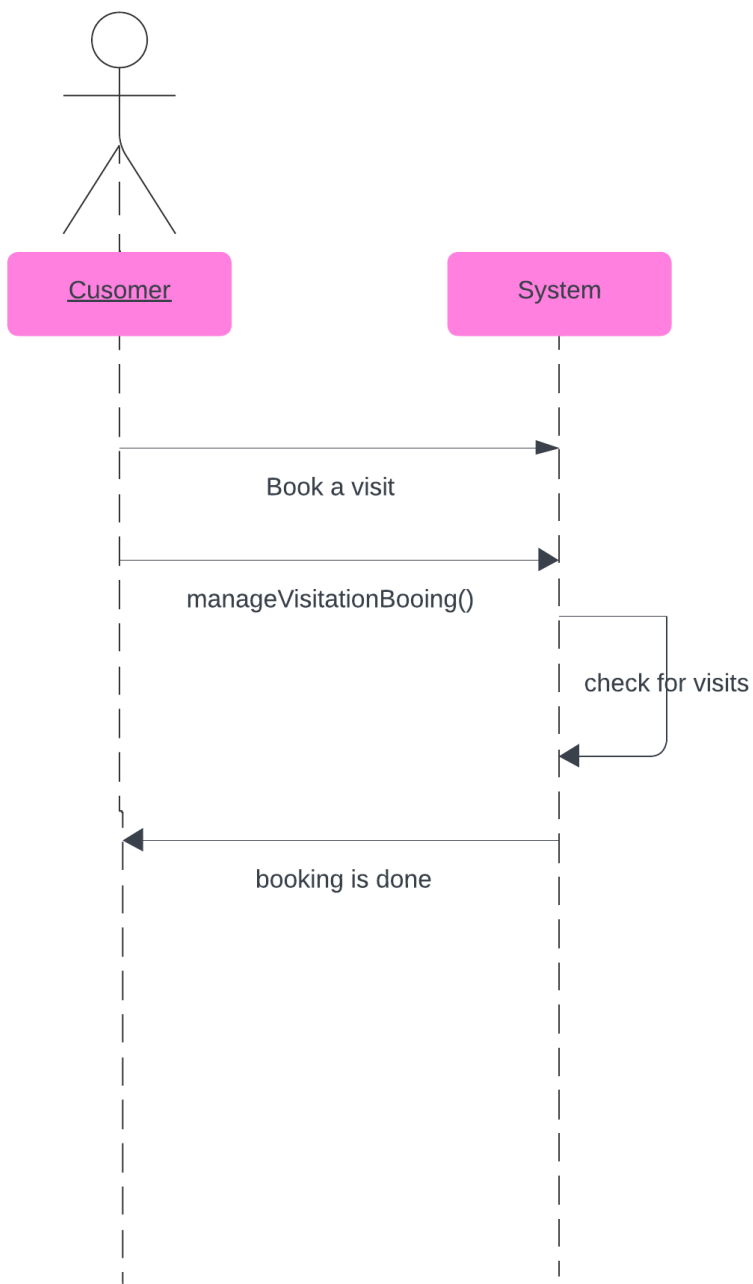 Cusomer
System
Book a visit
manageVisitationBooing()
check for visits
booking is done